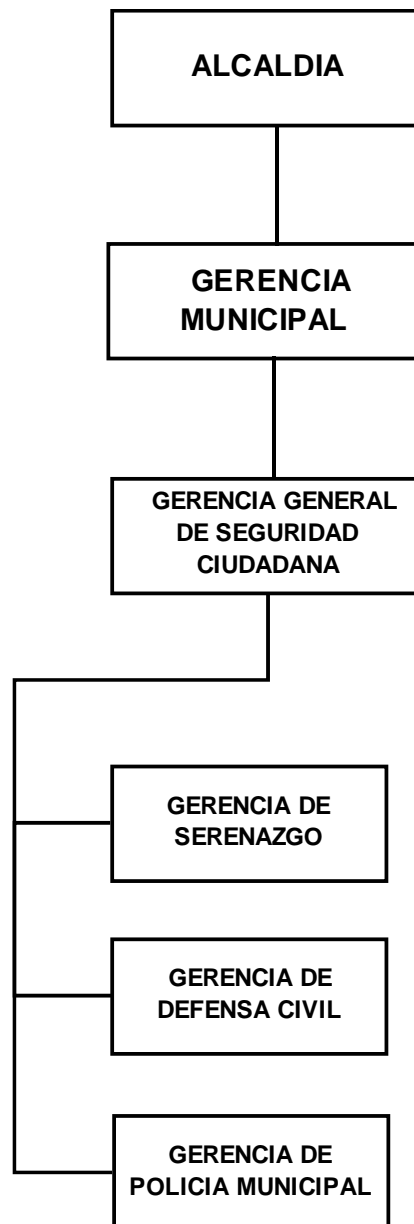 ALCALDIA
GERENCIA
MUNICIPAL
GERENCIA GENERAL
DE SEGURIDAD
CIUDADANA
GERENCIA DE
SERENAZGO
GERENCIA DE
DEFENSA CIVIL
GERENCIA DE
POLICIA MUNICIPAL